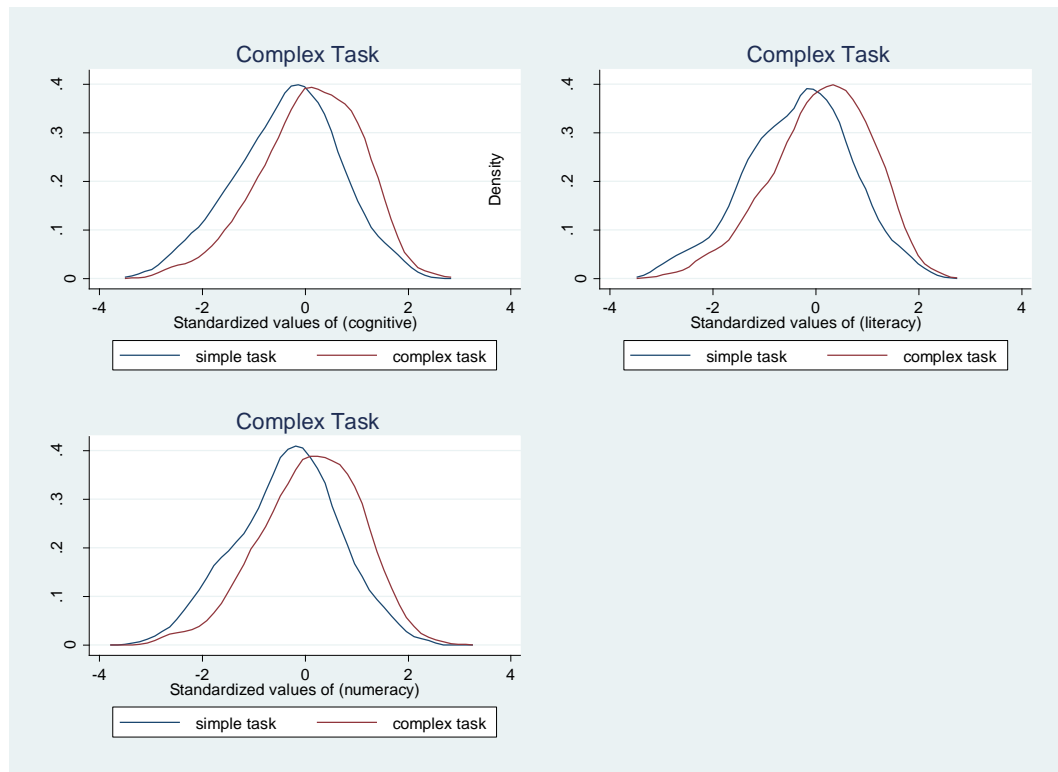 Complex Task
.4
.3
.2
.1
0
-4 -2 0 2 4
Standardized values of (cognitive)
simple task complex task
Complex Task
Density
.4
.3
.2
.1
0
-4 -2 0 2 4
Standardized values of (literacy)
simple task complex task
Complex Task
.4
.3
.2
.1
0
-4 -2 0 2 4
Standardized values of (numeracy)
simple task complex task